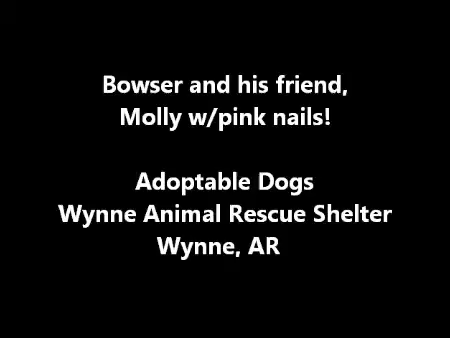 Bowser and his friend,
Molly w/pink nails!
Adoptable Dogs
Wynne Animal Rescue Shelter
Wynne, AR